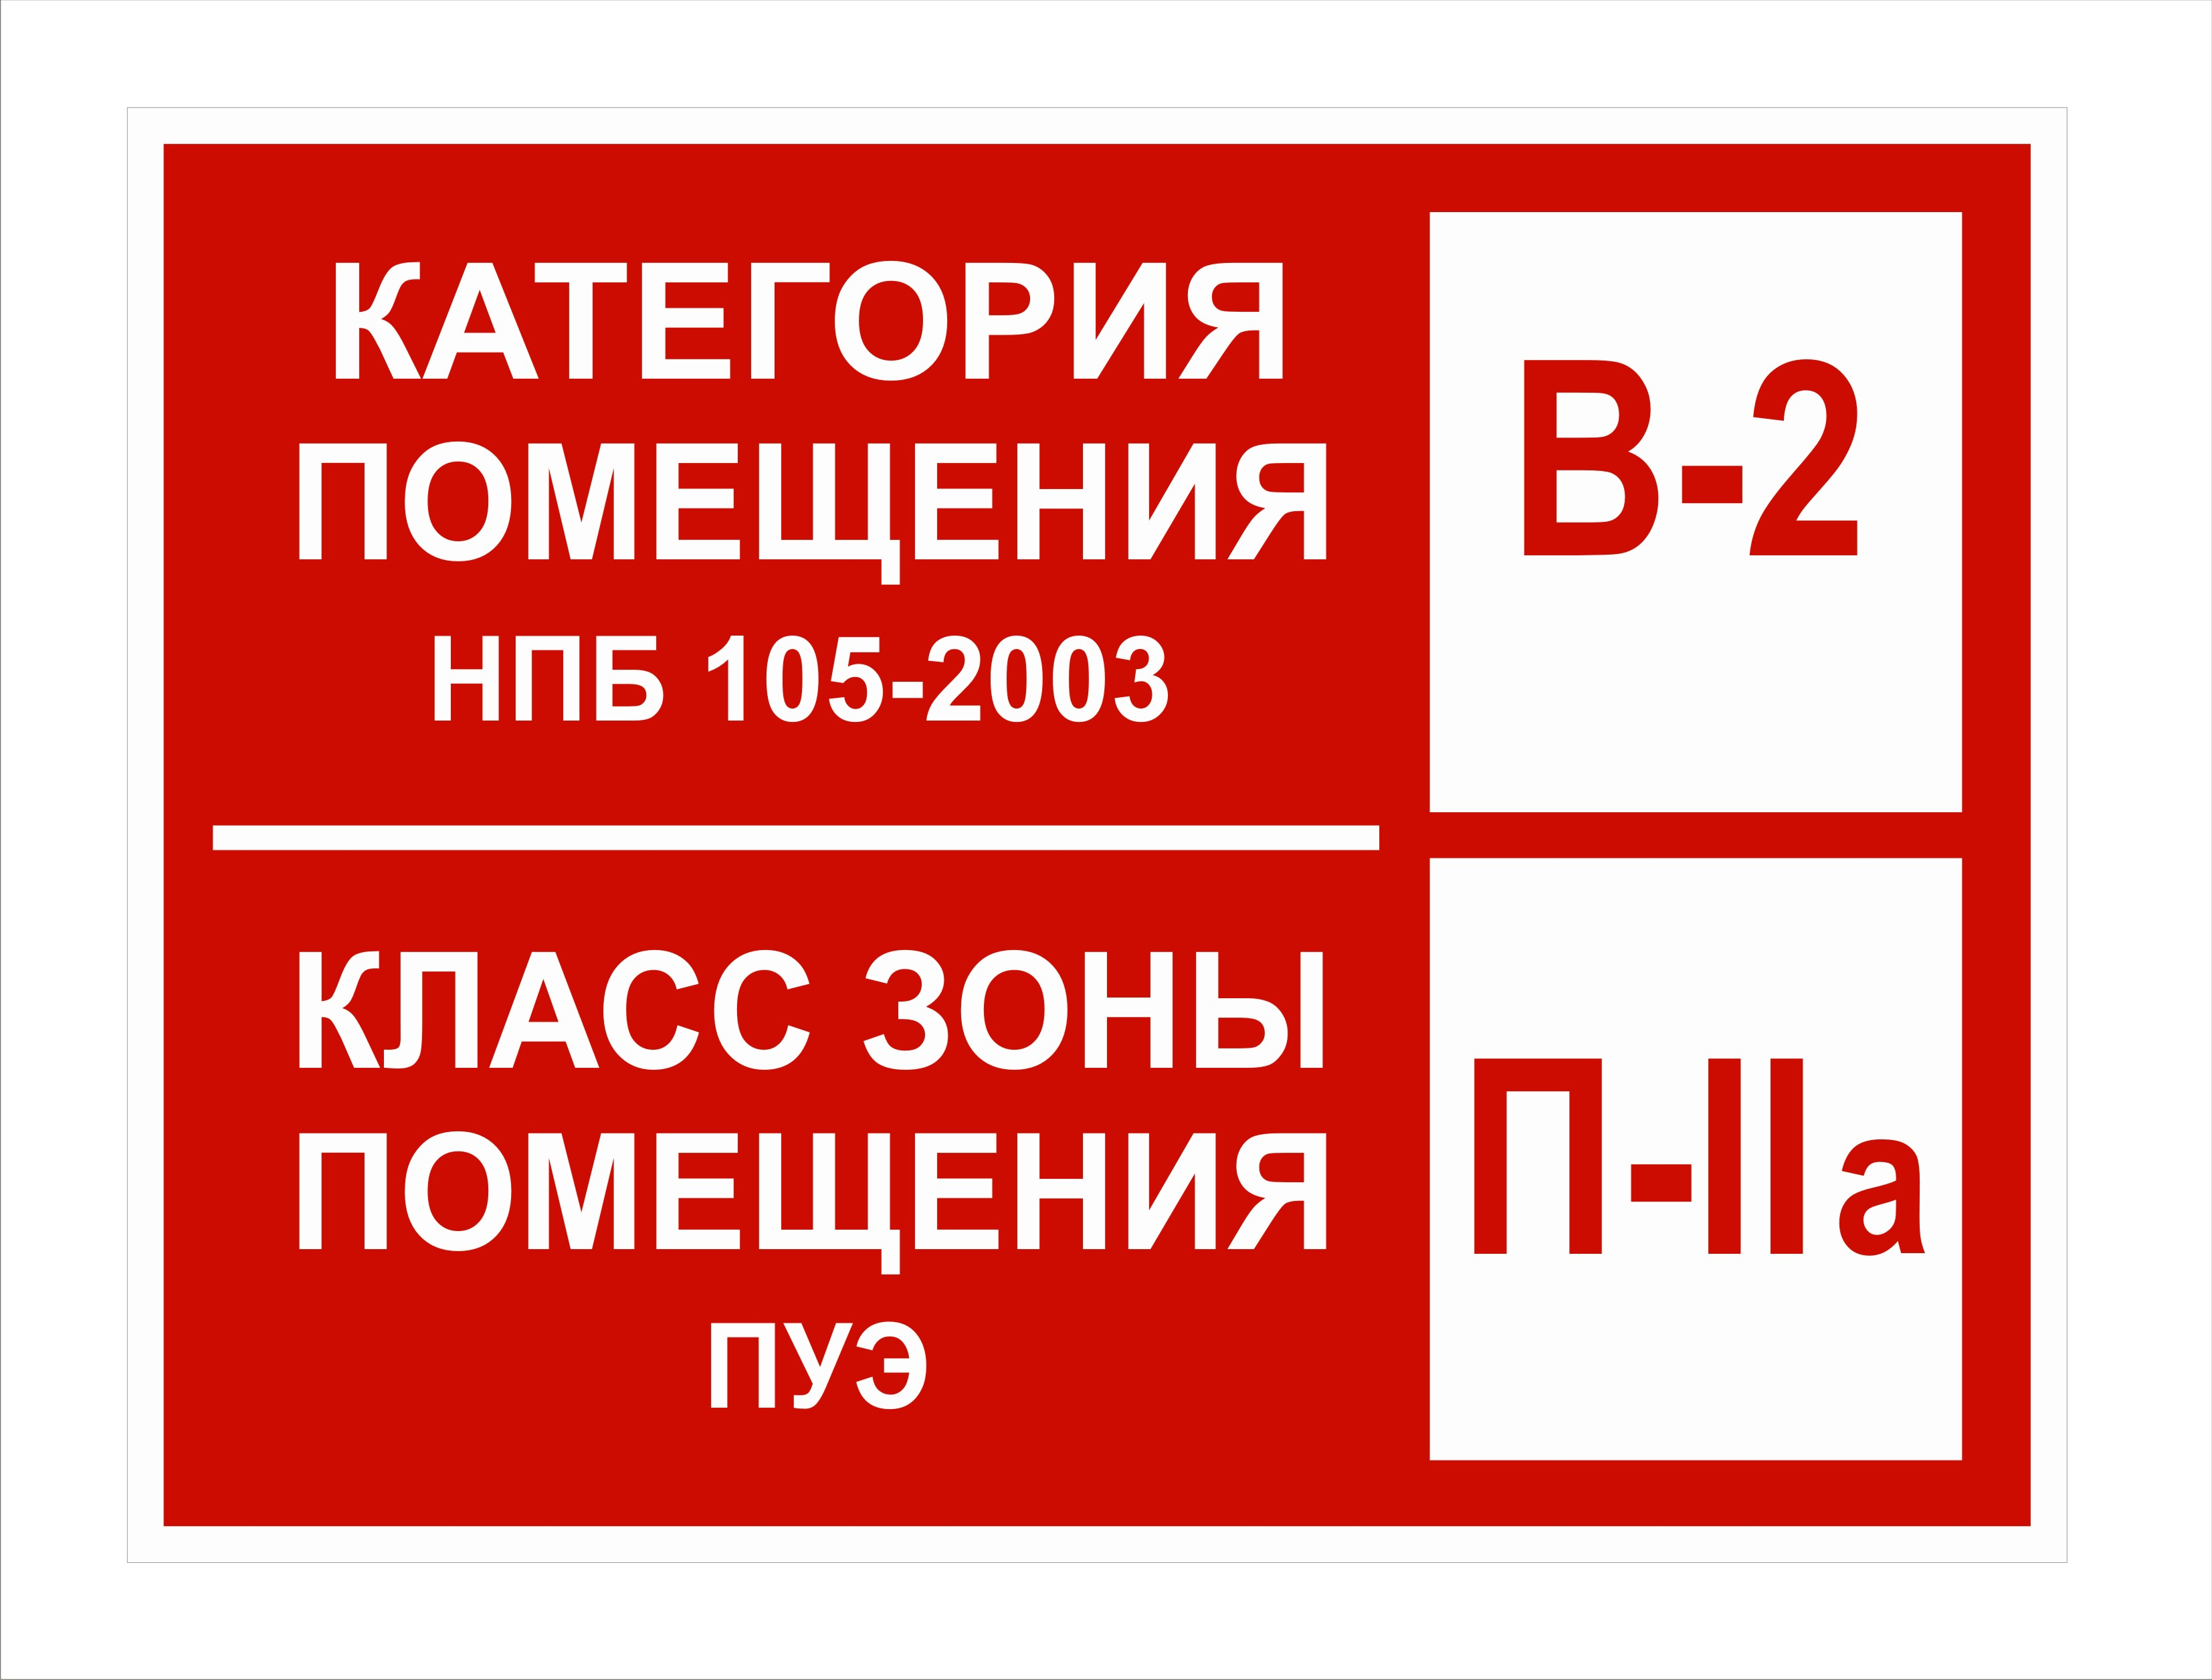 КАТЕГОРИЯ
ПОМЕЩЕНИЯ
НПБ 105-2003
В-2
КЛАСС ЗОНЫ
ПОМЕЩЕНИЯ
ПУЭ
П-IIа